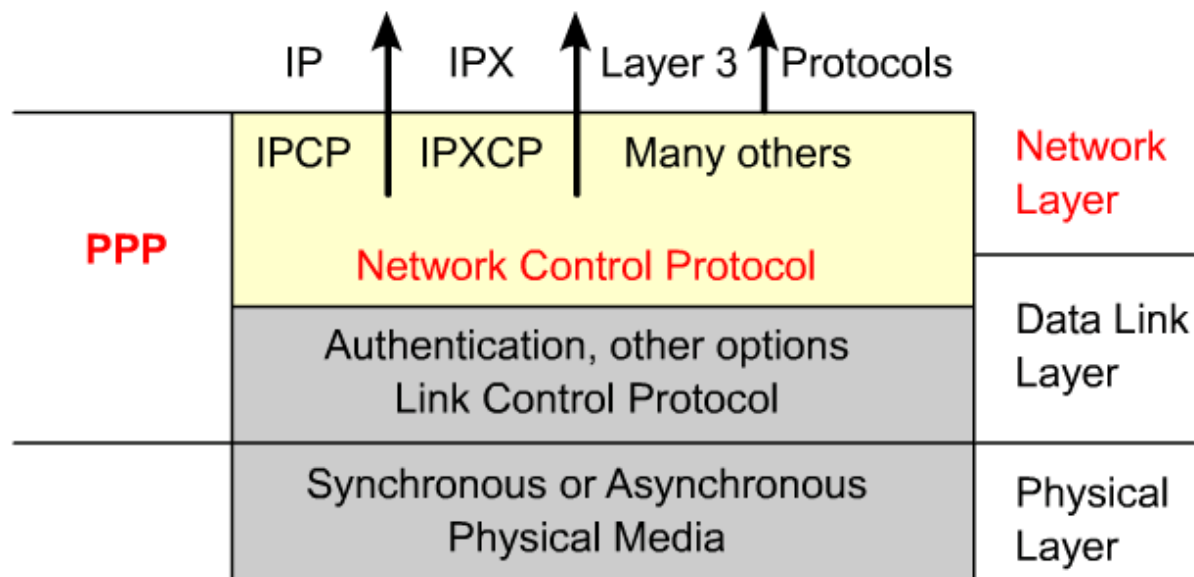 IP IPX Layer 3 Protocols
IPCP IPXCP Many others
Network
Layer
PPP
Network Control Protocol
Authentication, other options
Link Control Protocol
Data Link
Layer
Synchronous or Asynchronous
Physical Media
Physical
Layer